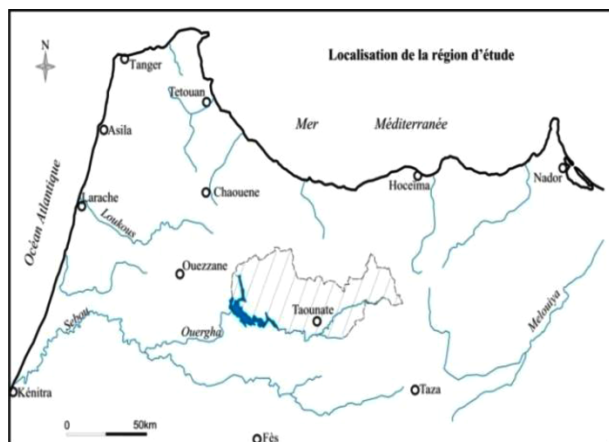 N
Localisation de la région d'étude
Tanger
Tetouan
Mer Méditerranée
Asila
Océan Atlantique
Larache
Loukous
Chaouene
Hoceima
Nador
Ouezzane
Taounate
Sebou
Ouergha
Melouiya
Kénitra
Taza
0 50km
Fès